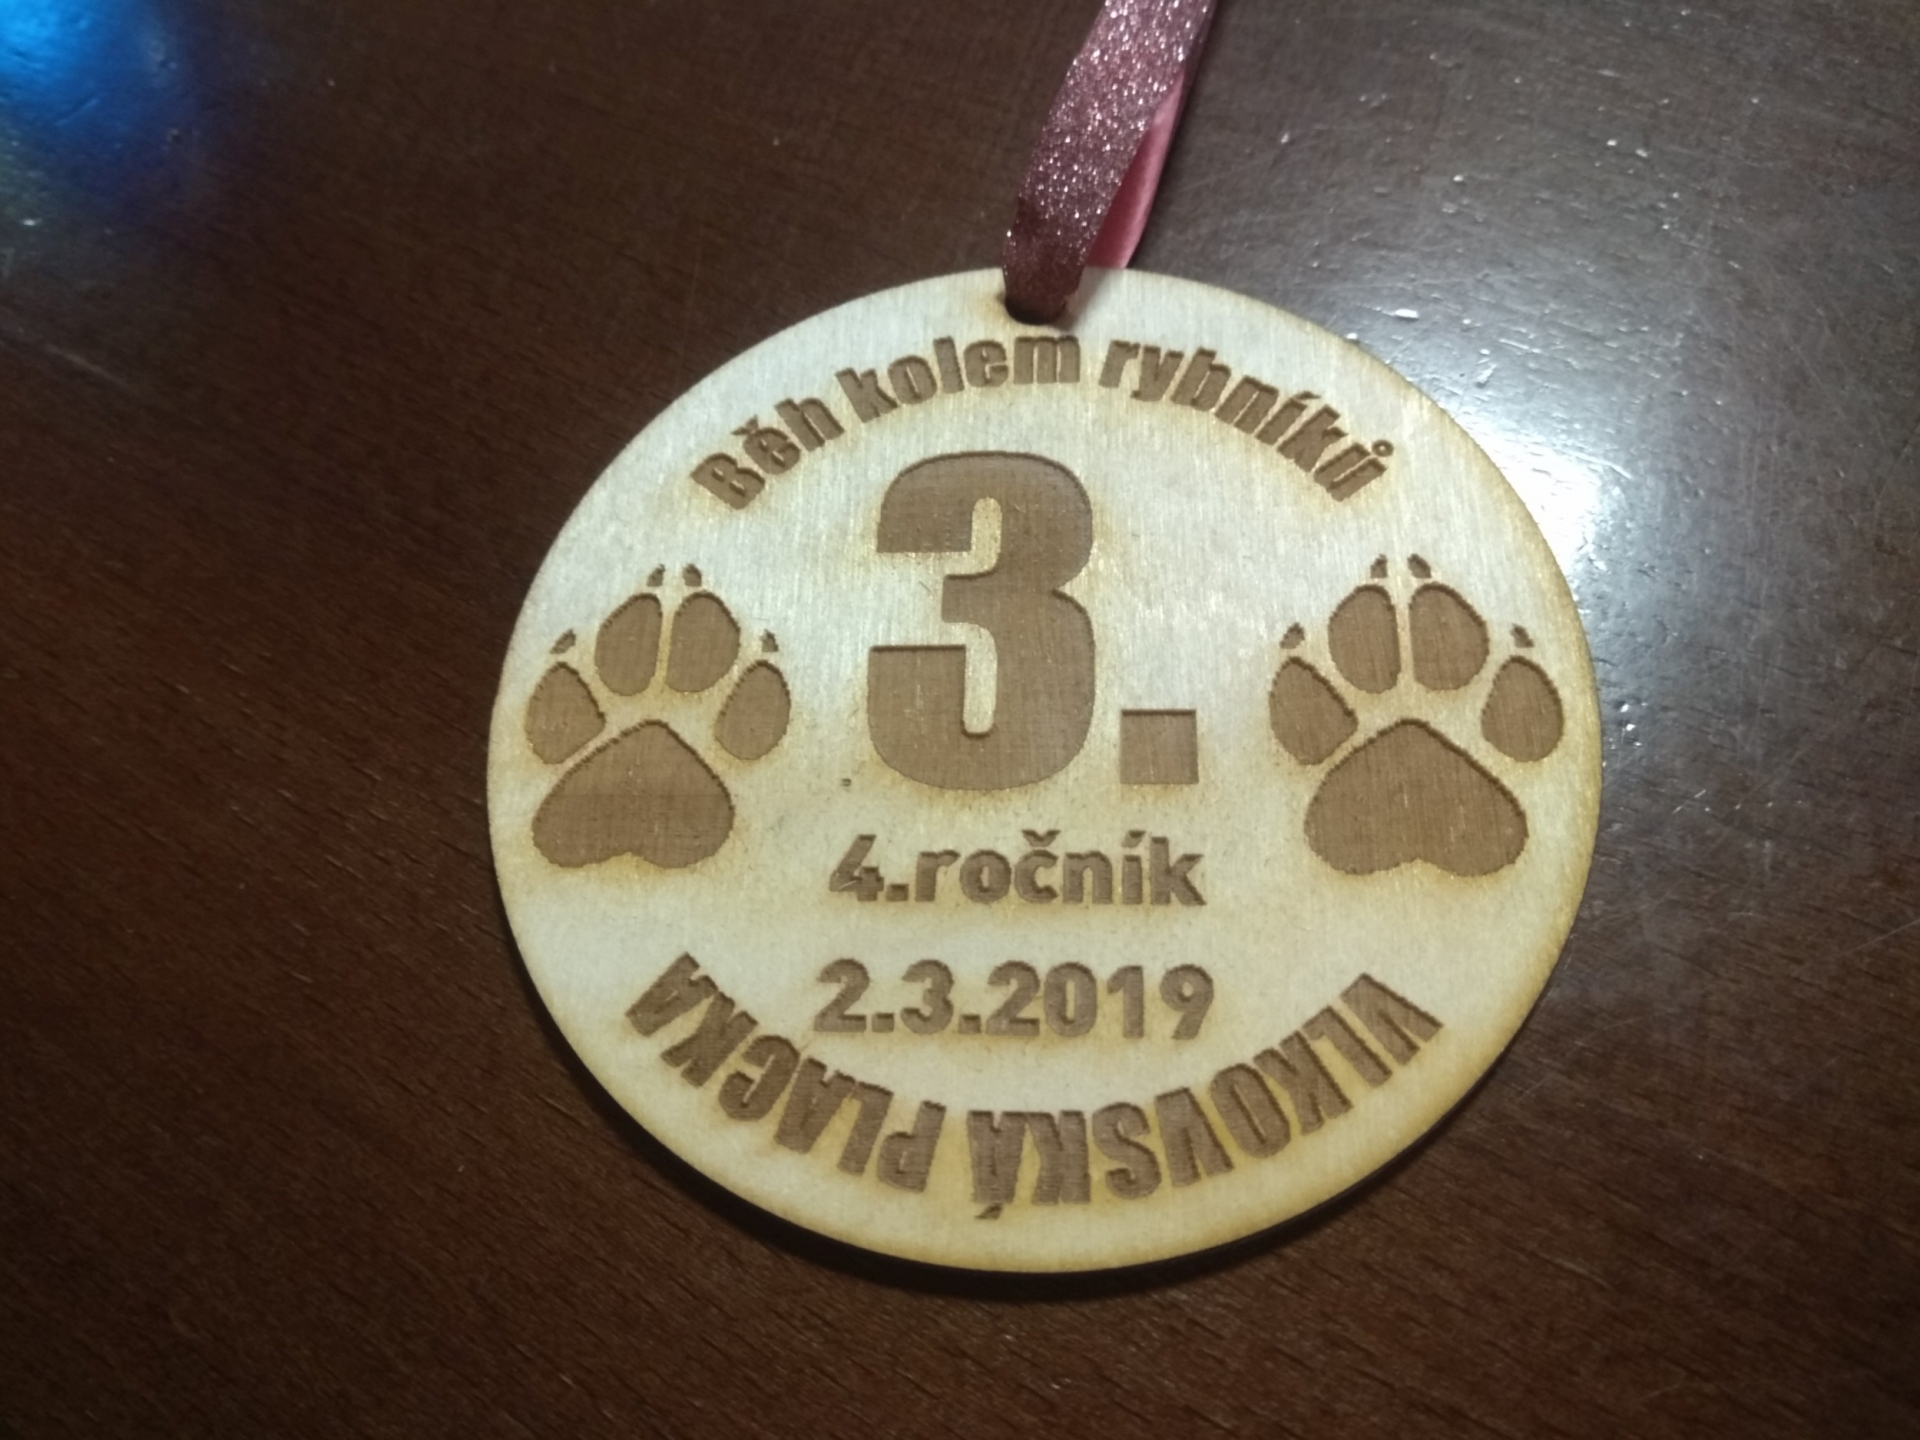 Běh kolem rybníků
3.
4.ročník
2.3.2019
VLKOVSKÁ PLACKA